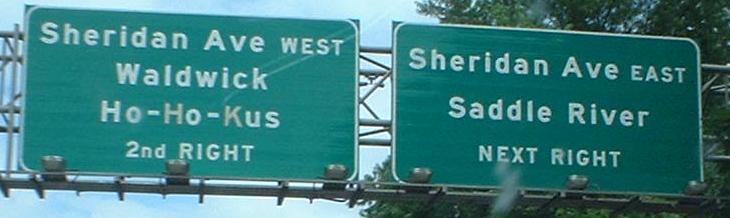 Sheridan Ave WEST
Waldwick
Ho-Ho-Kus
2nd RIGHT
Sheridan Ave EAST
Saddle River
NEXT RIGHT